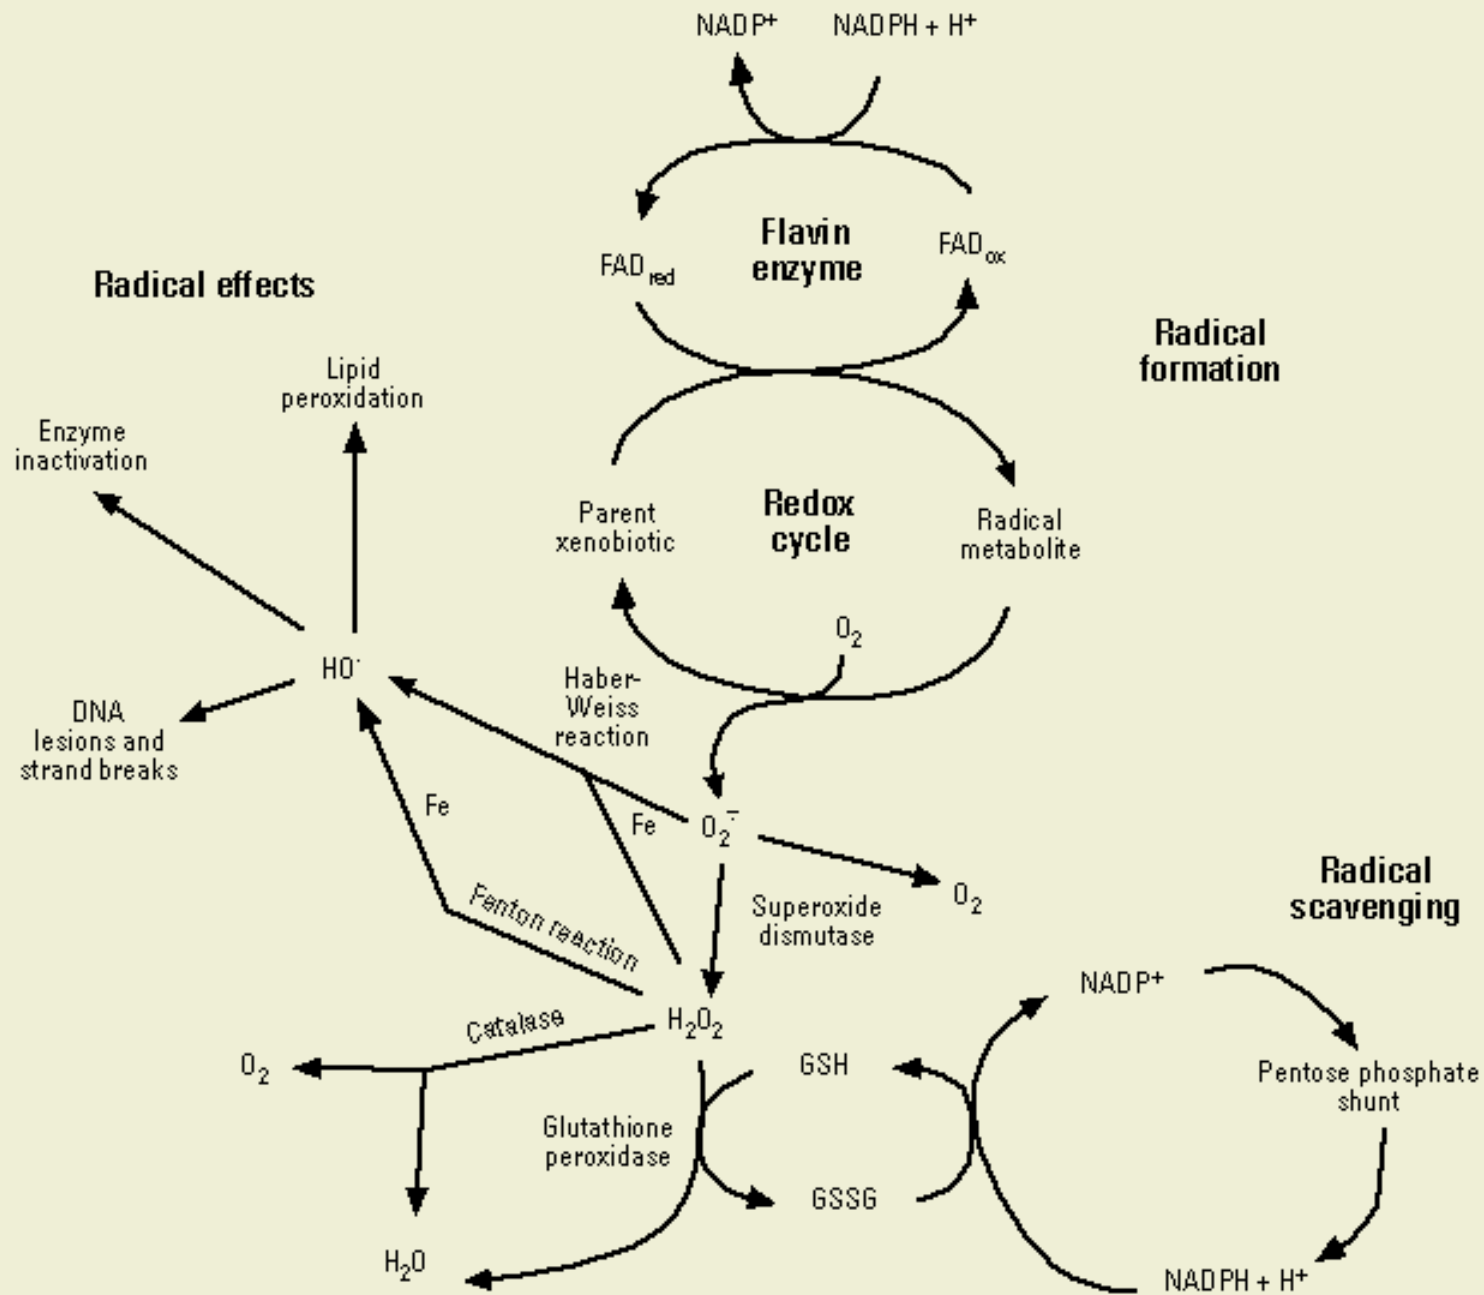 NADP⁺ NADPH + H⁺
Flavin
enzyme
FAD_red
FAD_ox
Radical effects
Radical
formation
Lipid
peroxidation
Enzyme
inactivation
Parent
xenobiotic
Redox
cycle
Radical
metabolite
O₂
HO·
Haber-
Weiss
reaction
DNA
lesions and
strand breaks
Fe
Fe
O₂⁻·
O₂
Radical
scavenging
Superoxide
dismutase
Fenton reaction
NADP⁺
H₂O₂
Catalase
O₂
GSH
Pentose phosphate
shunt
Glutathione
peroxidase
GSSG
H₂O
NADPH + H⁺